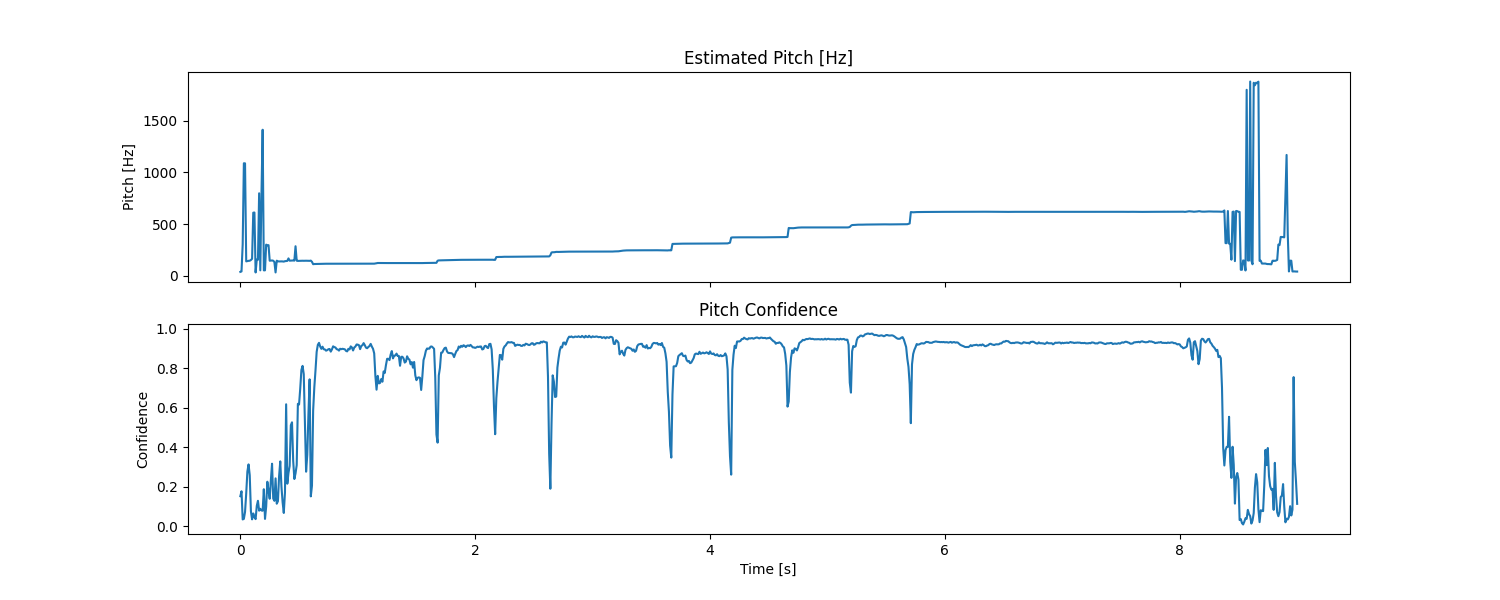 Estimated Pitch [Hz]
Pitch [Hz]
1500
1000
500
0
Pitch Confidence
Confidence
1.0
0.8
0.6
0.4
0.2
0.0
0 2 4 6 8
Time [s]